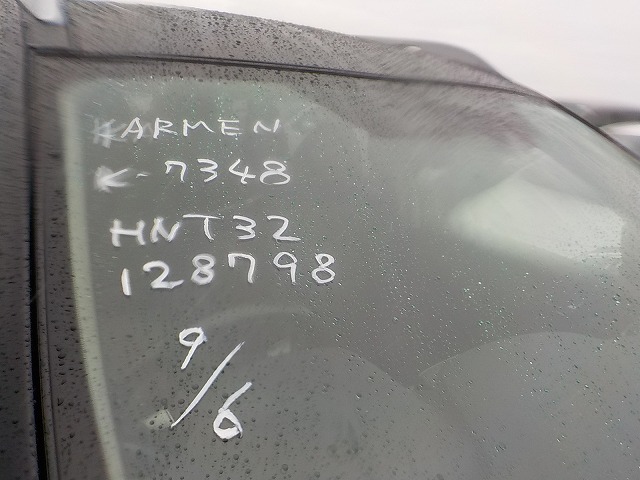 KARMEN
K-7348
HNT32
128798
9/6